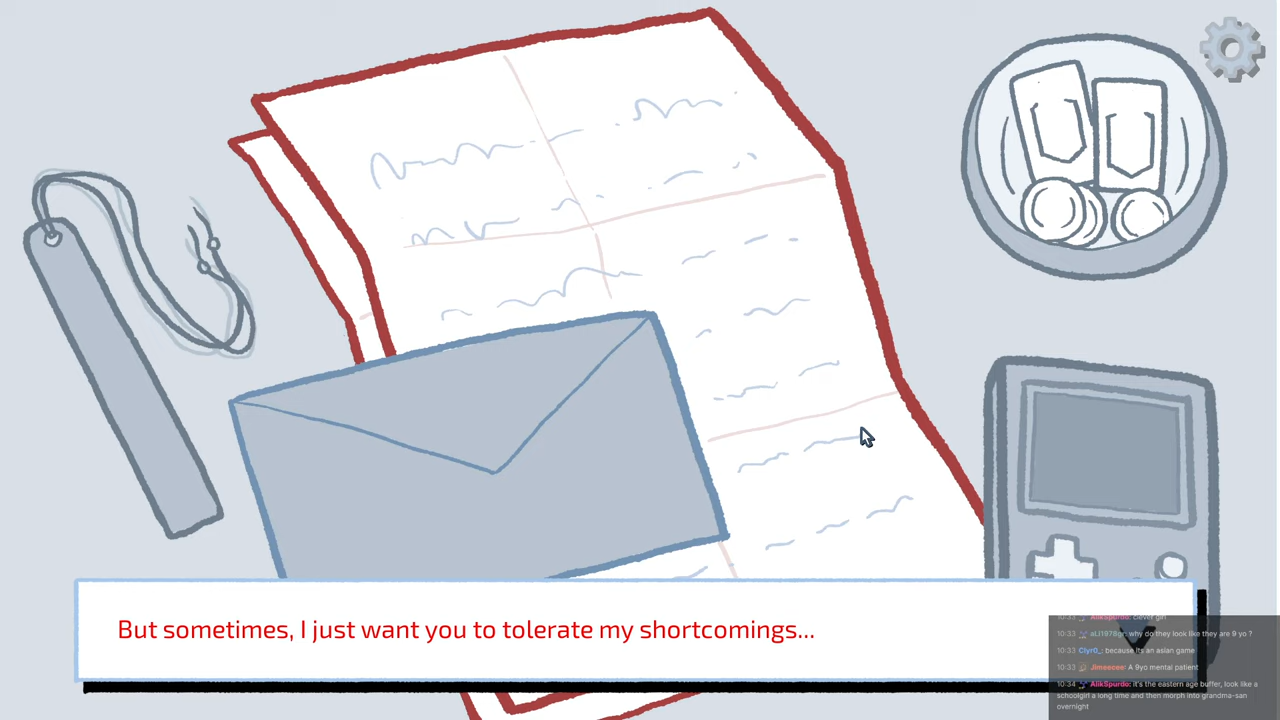 But sometimes, I just want you to tolerate my shortcomings...
10:33 AlikSpurdo: clever girl
10:33 aLI1978gr: why do they look like they are 9 yo ?
10:33 Clyr0_: because its an asian game
10:33 Jimeecee: A 9yo mental patient
10:34 AlikSpurdo: it's the eastern age buffer, look like a
schoolgirl a long time and then morph into grandma-san
overnight